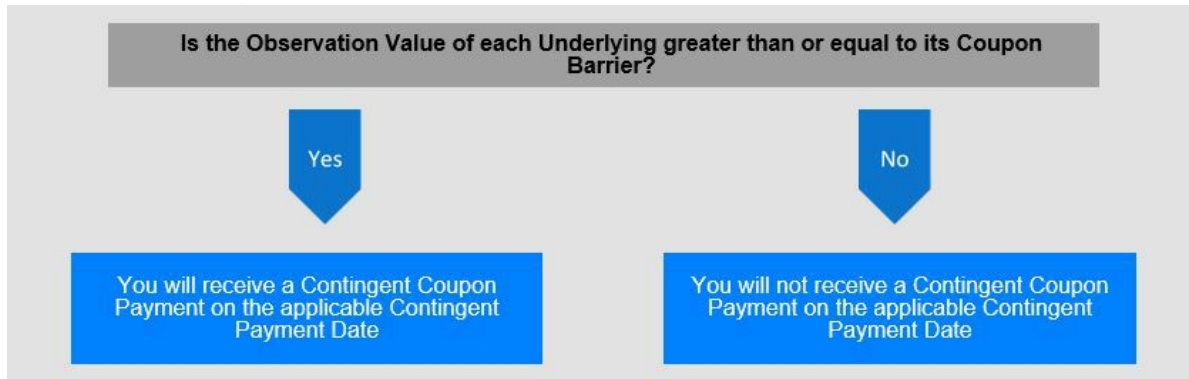 Is the Observation Value of each Underlying greater than or equal to its Coupon
Barrier?
Yes
No
You will receive a Contingent Coupon
Payment on the applicable Contingent
Payment Date
You will not receive a Contingent Coupon
Payment on the applicable Contingent
Payment Date